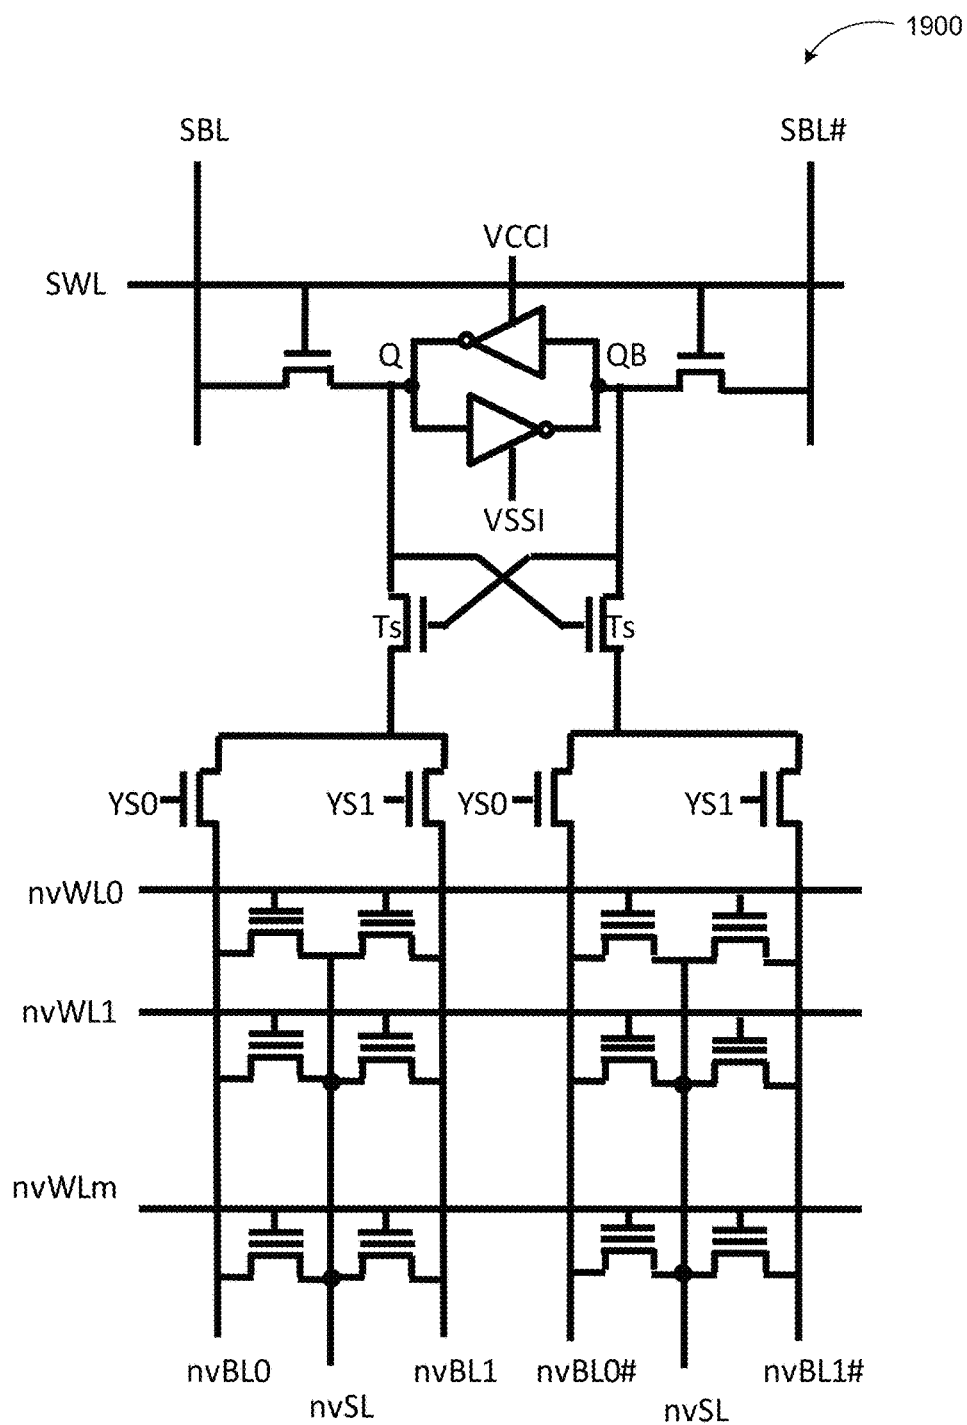 1900
SBL SBL#
VCCI
SWL
Q QB
VSSI
Ts Ts
YS0 YS1 YS0 YS1
nvWL0
nvWL1
nvWLm
nvBL0 nvBL1 nvBL0# nvBL1#
nvSL nvSL